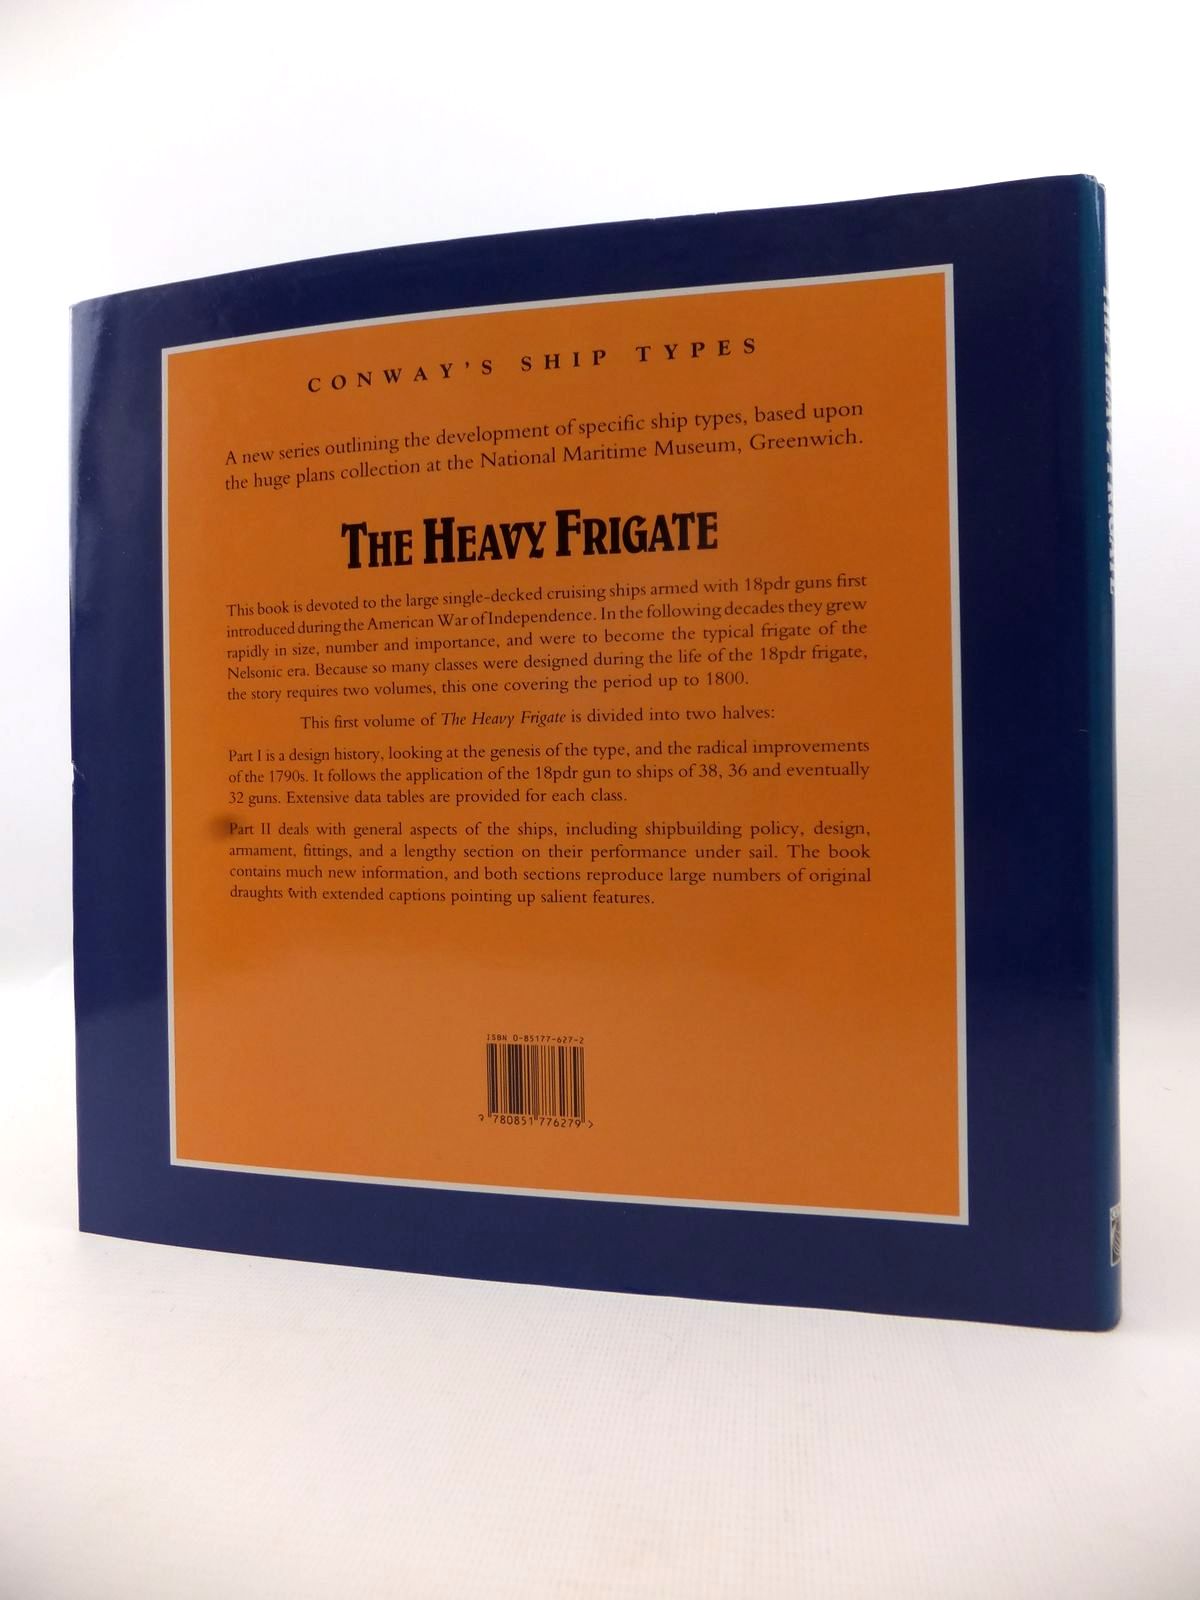 CONWAY'S SHIP TYPES
A new series outlining the development of specific ship types, based upon
the huge plans collection at the National Maritime Museum, Greenwich.
THE HEAVY FRIGATE
This book is devoted to the large single-decked cruising ships armed with 18pdr guns first
introduced during the American War of Independence. In the following decades they grew
rapidly in size, number and importance, and were to become the typical frigate of the
Nelsonic era. Because so many classes were designed during the life of the 18pdr frigate,
the story requires two volumes, this one covering the period up to 1800.
This first volume of The Heavy Frigate is divided into two halves:
Part I is a design history, looking at the genesis of the type, and the radical improvements
of the 1790s. It follows the application of the 18pdr gun to ships of 38, 36 and eventually
32 guns. Extensive data tables are provided for each class.
Part II deals with general aspects of the ships, including shipbuilding policy, design,
armament, fittings, and a lengthy section on their performance under sail. The book
contains much new information, and both sections reproduce large numbers of original
draughts with extended captions pointing up salient features.
ISBN 0-85177-627-2
9 780851 776279 >
THE HEAVY FRIGATE